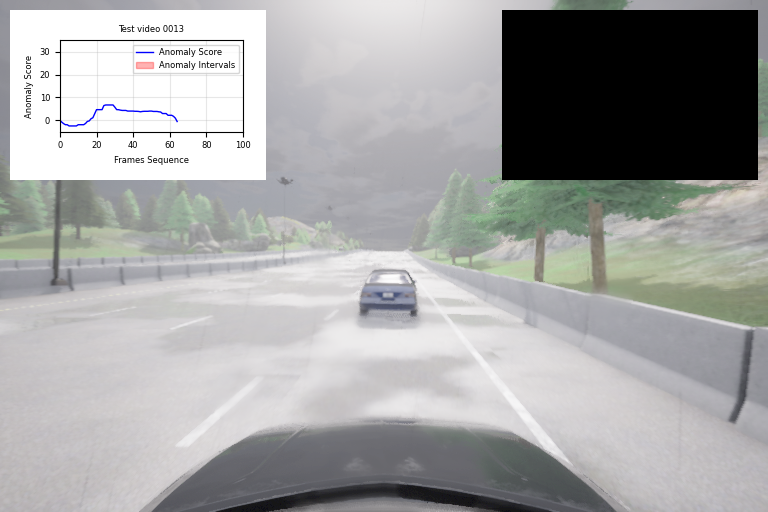 Test video 0013
Anomaly Score
Anomaly Score
Anomaly Intervals
30
20
10
0
0 20 40 60 80 100
Frames Sequence